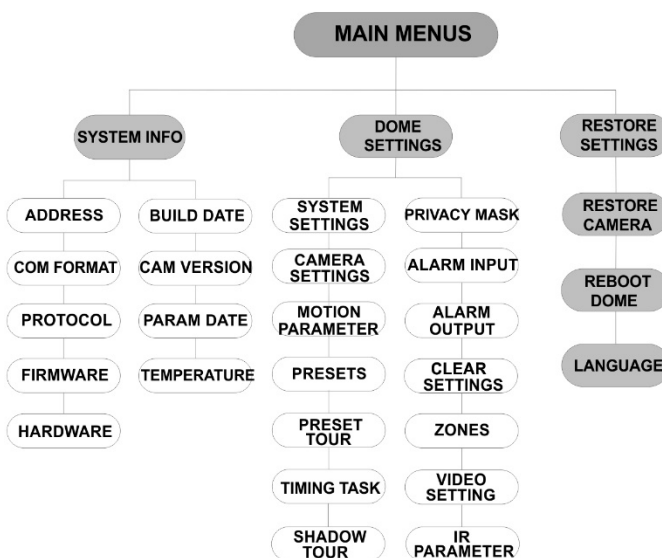 MAIN MENUS
SYSTEM INFO
ADDRESS
COM FORMAT
PROTOCOL
FIRMWARE
HARDWARE
BUILD DATE
CAM VERSION
PARAM DATE
TEMPERATURE
DOME
SETTINGS
SYSTEM
SETTINGS
CAMERA
SETTINGS
MOTION
PARAMETER
PRESETS
PRESET
TOUR
TIMING TASK
SHADOW
TOUR
PRIVACY MASK
ALARM INPUT
ALARM
OUTPUT
CLEAR
SETTINGS
ZONES
VIDEO
SETTING
IR
PARAMETER
RESTORE
SETTINGS
RESTORE
CAMERA
REBOOT
DOME
LANGUAGE